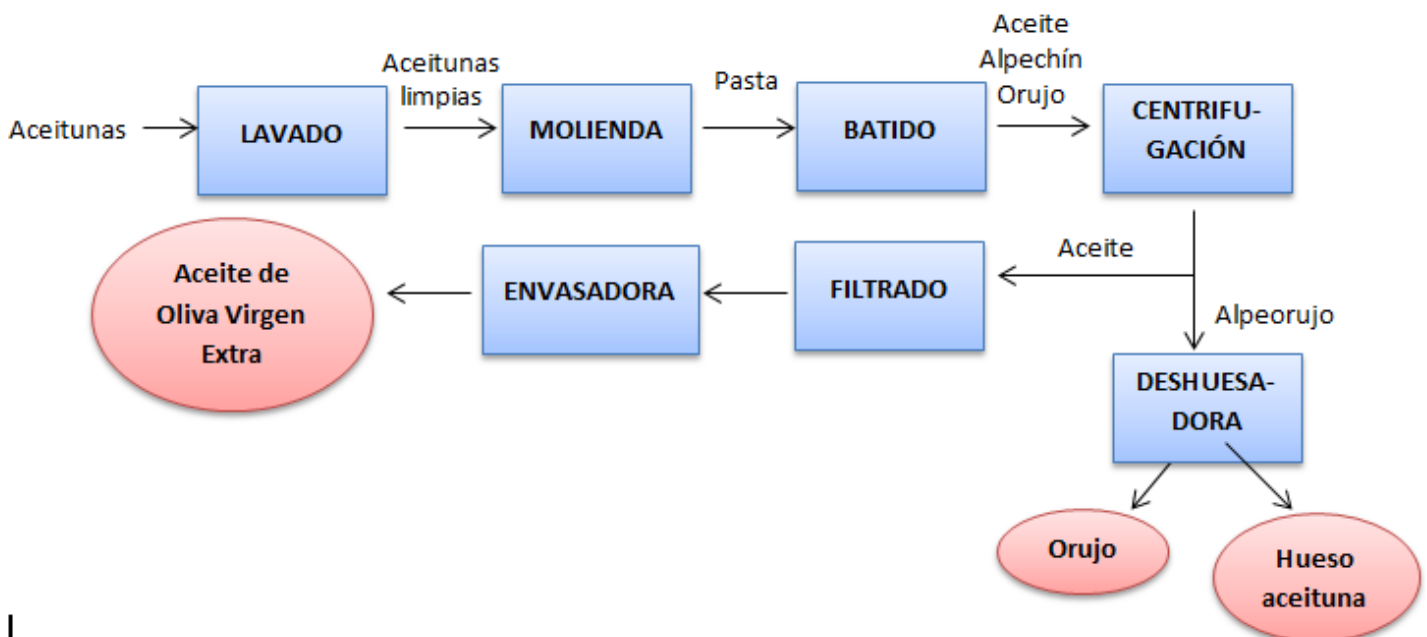 Aceitunas
LAVADO
Aceitunas
limpias
MOLIENDA
Pasta
BATIDO
Aceite
Alpechín
Orujo
CENTRIFU-
GACIÓN
Aceite
FILTRADO
ENVASADORA
Aceite de
Oliva Virgen
Extra
Alpeorujo
DESHUESA-
DORA
Orujo
Hueso
aceituna